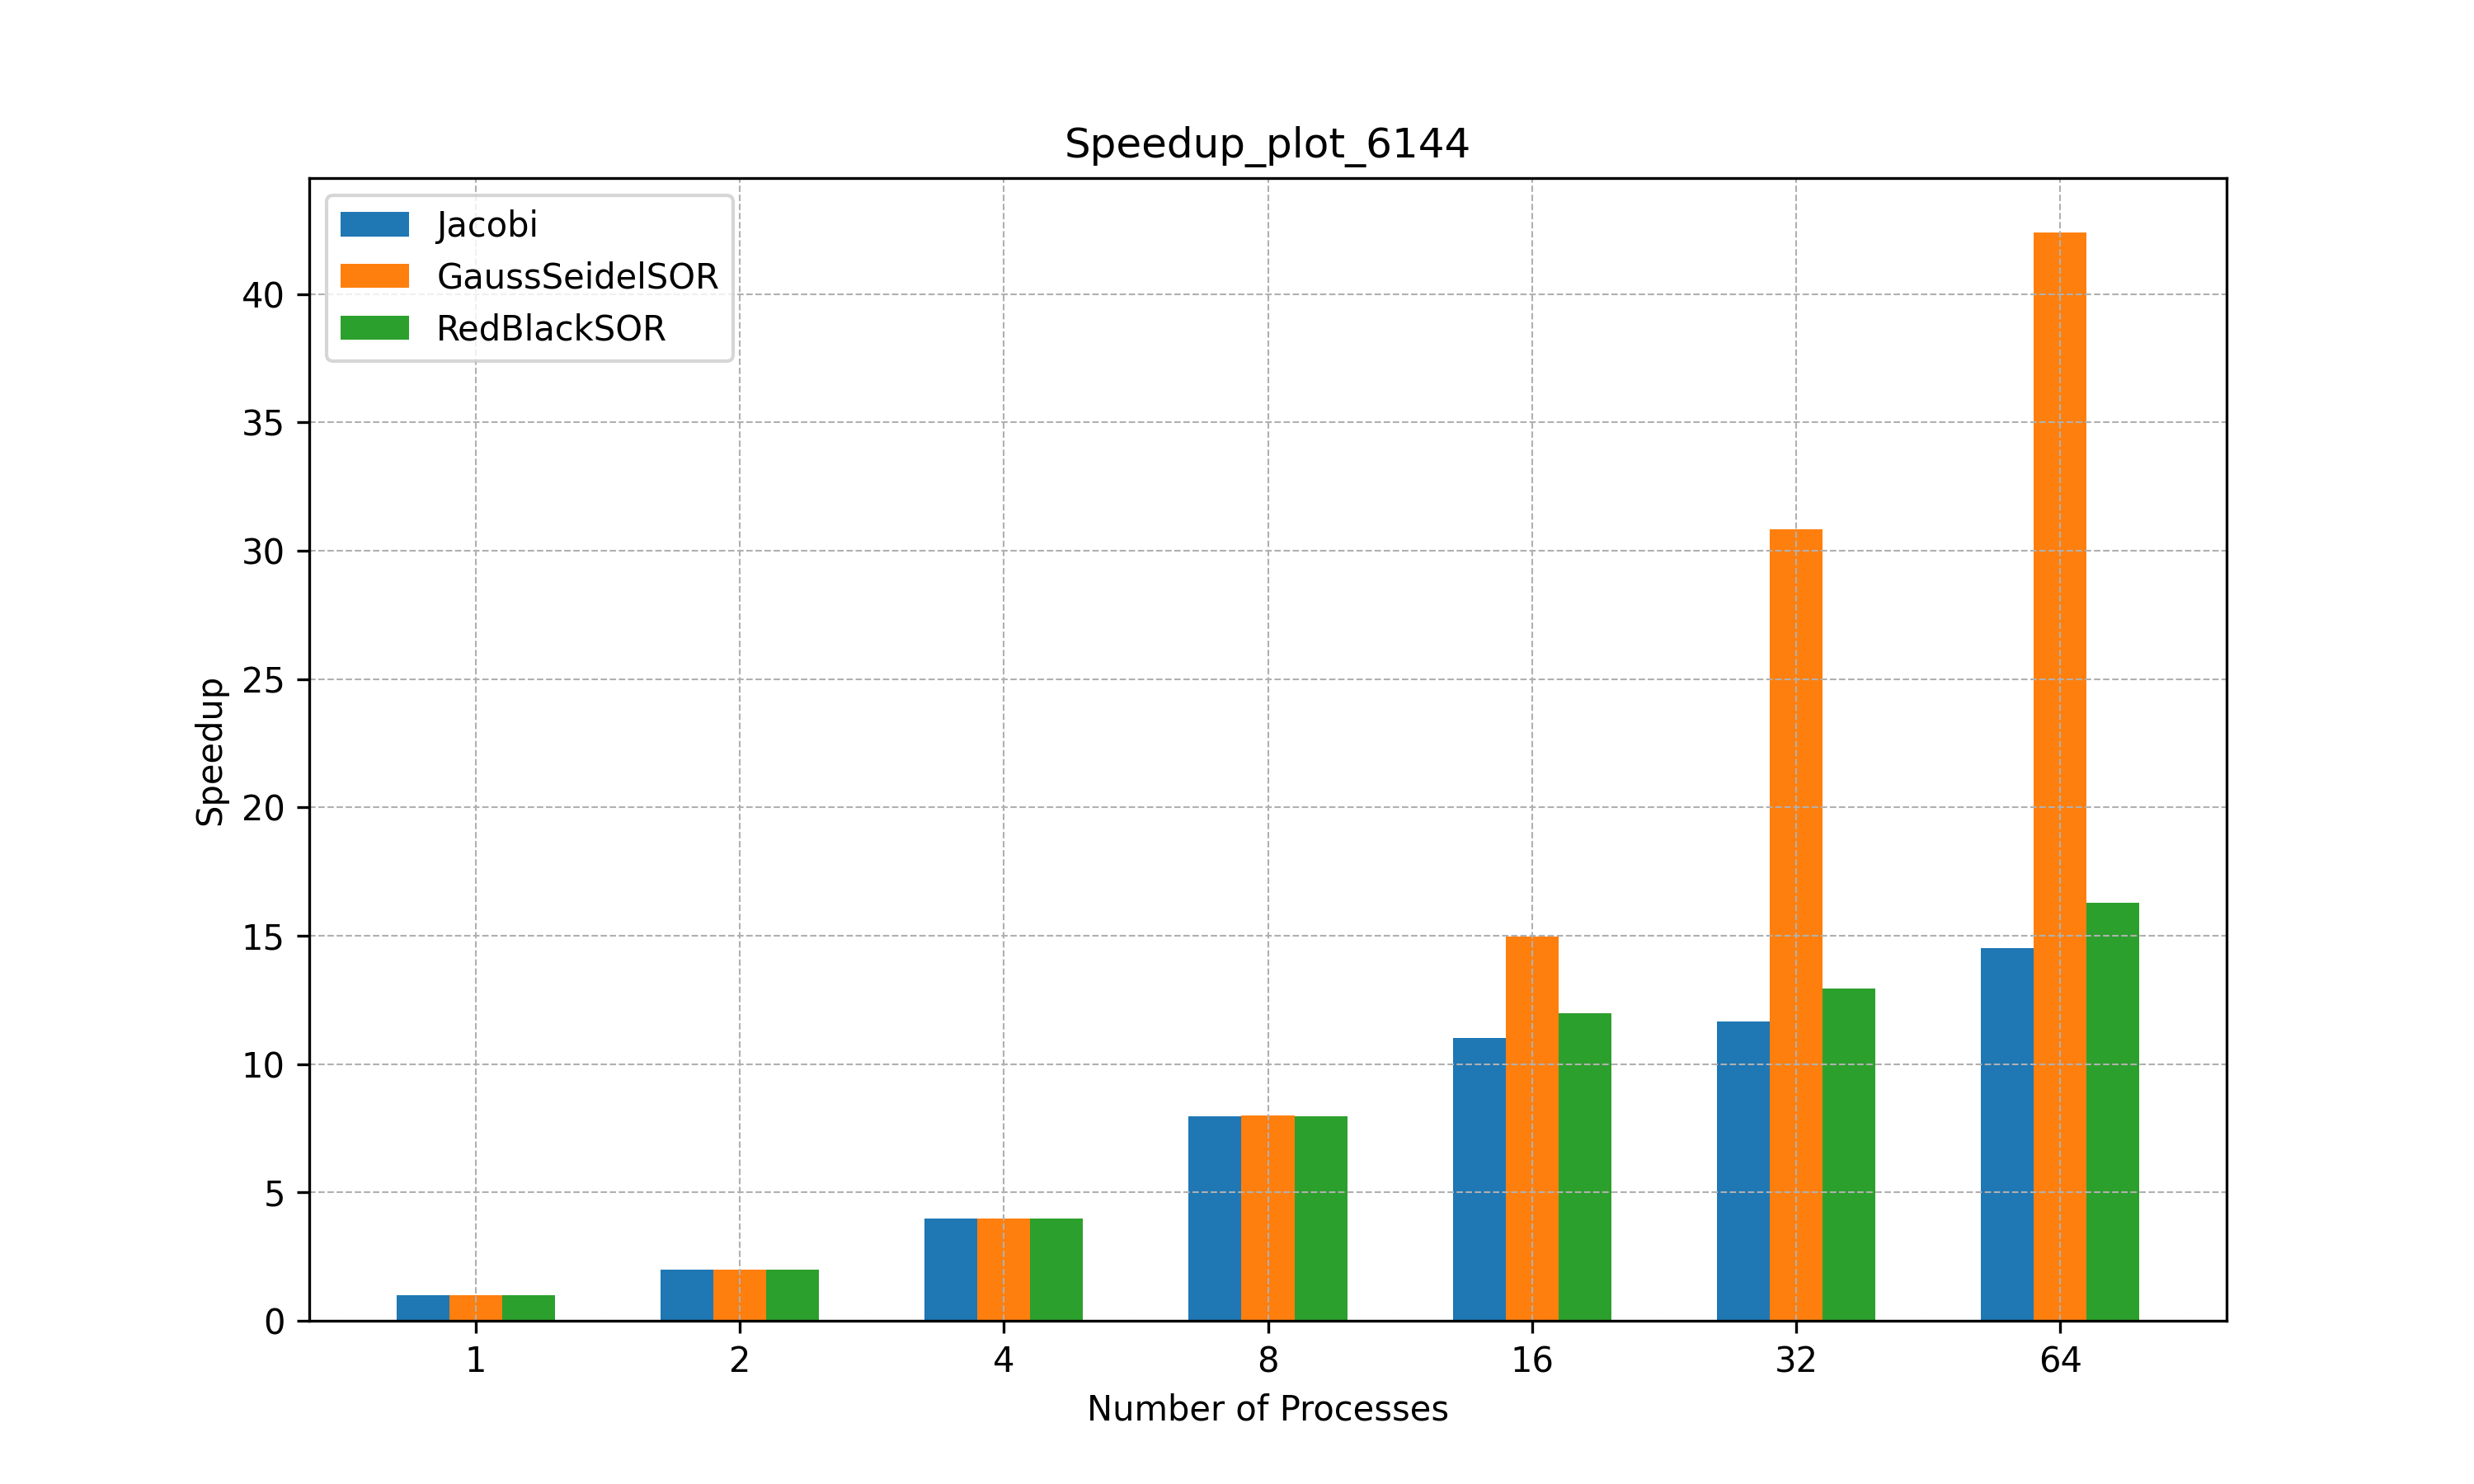 Speedup_plot_6144
Jacobi
GaussSeidelSOR
RedBlackSOR
Speedup
40
35
30
25
20
15
10
5
0
1 2 4 8 16 32 64
Number of Processes